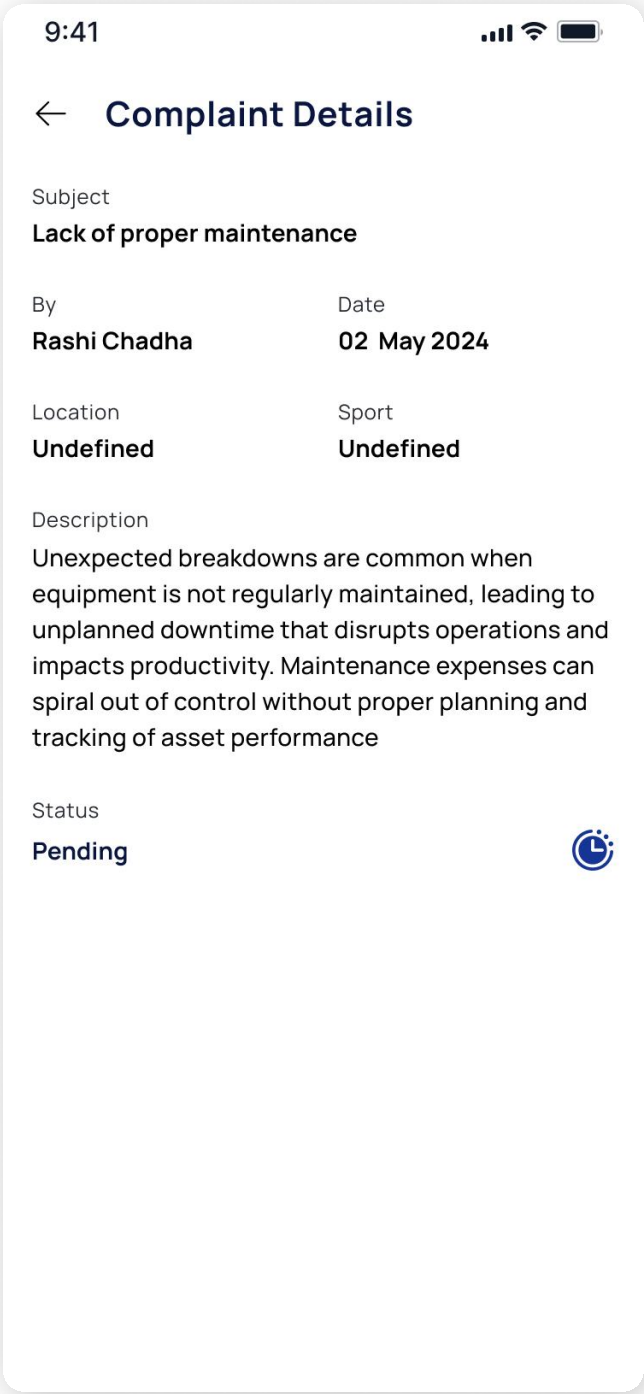 9:41
Complaint Details
Subject
Lack of proper maintenance
By
Date
Rashi Chadha
02 May 2024
Location
Sport
Undefined
Undefined
Description
Unexpected breakdowns are common when
equipment is not regularly maintained, leading to
unplanned downtime that disrupts operations and
impacts productivity. Maintenance expenses can
spiral out of control without proper planning and
tracking of asset performance
Status
Pending